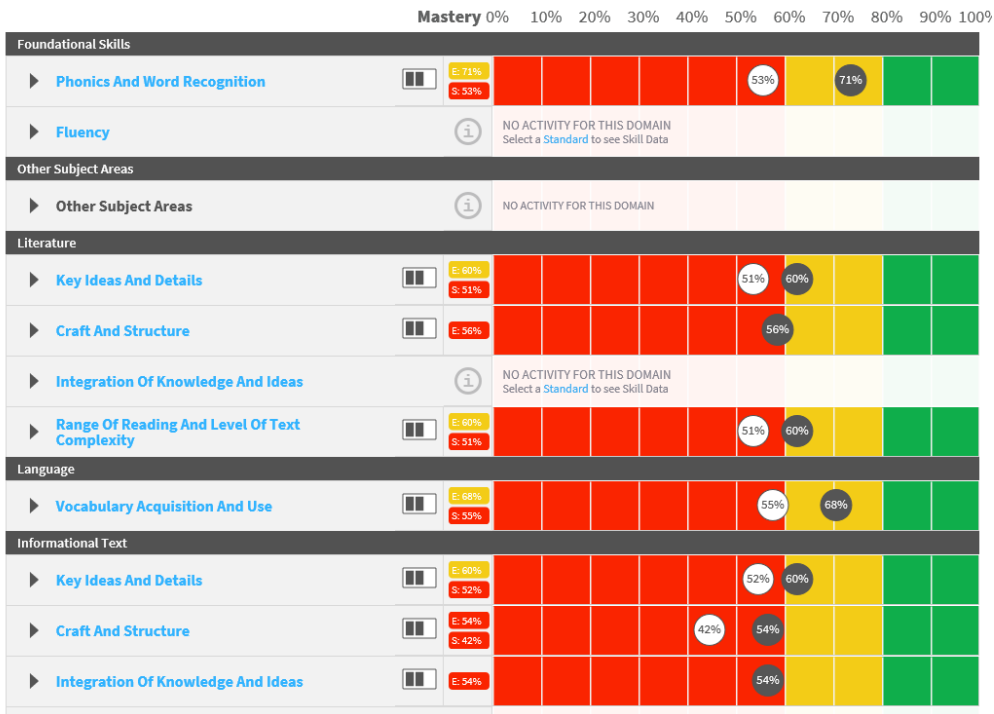 Mastery 0% 10% 20% 30% 40% 50% 60% 70% 80% 90% 100%
Foundational Skills
Phonics And Word Recognition E: 71% S: 53% 53% 71%
Fluency i NO ACTIVITY FOR THIS DOMAIN
Select a Standard to see Skill Data
Other Subject Areas
Other Subject Areas i NO ACTIVITY FOR THIS DOMAIN
Literature
Key Ideas And Details E: 60% S: 51% 51% 60%
Craft And Structure E: 56% 56%
Integration Of Knowledge And Ideas i NO ACTIVITY FOR THIS DOMAIN
Select a Standard to see Skill Data
Range Of Reading And Level Of Text
Complexity E: 60% S: 51% 51% 60%
Language
Vocabulary Acquisition And Use E: 68% S: 55% 55% 68%
Informational Text
Key Ideas And Details E: 60% S: 52% 52% 60%
Craft And Structure E: 54% S: 42% 42% 54%
Integration Of Knowledge And Ideas E: 54% 54%